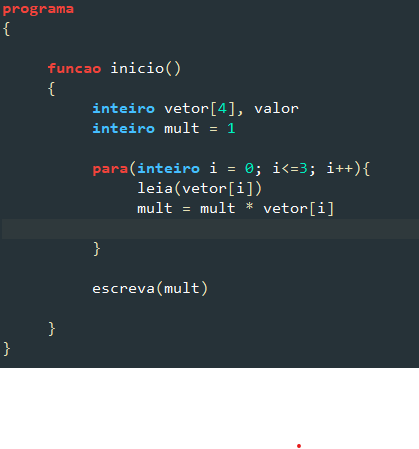 programa
{
funcao inicio()
{
inteiro vetor[4], valor
inteiro mult = 1
para(inteiro i = 0; i<=3; i++){
leia(vetor[i])
mult = mult * vetor[i]
}
escreva(mult)
}
}